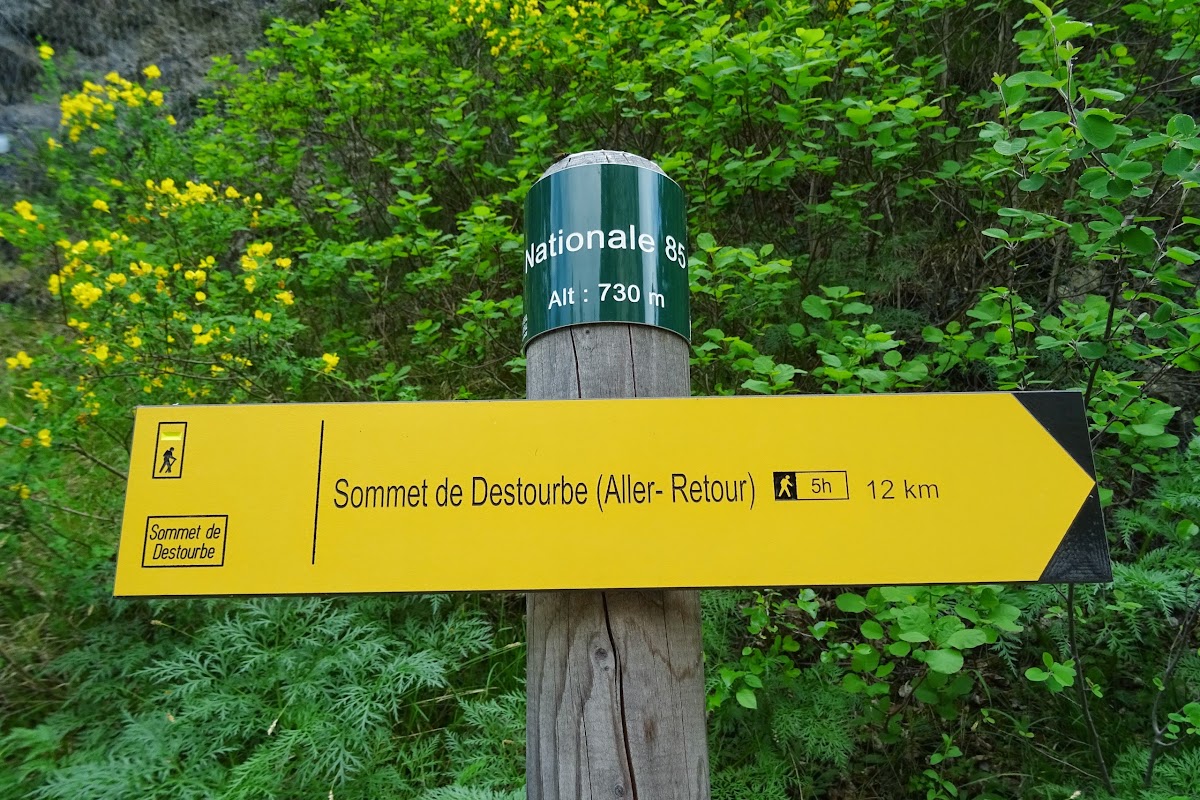 Nationale 85
Alt : 730 m
Sommet de Destourbe (Aller- Retour) 5h 12 km
Sommet de
Destourbe